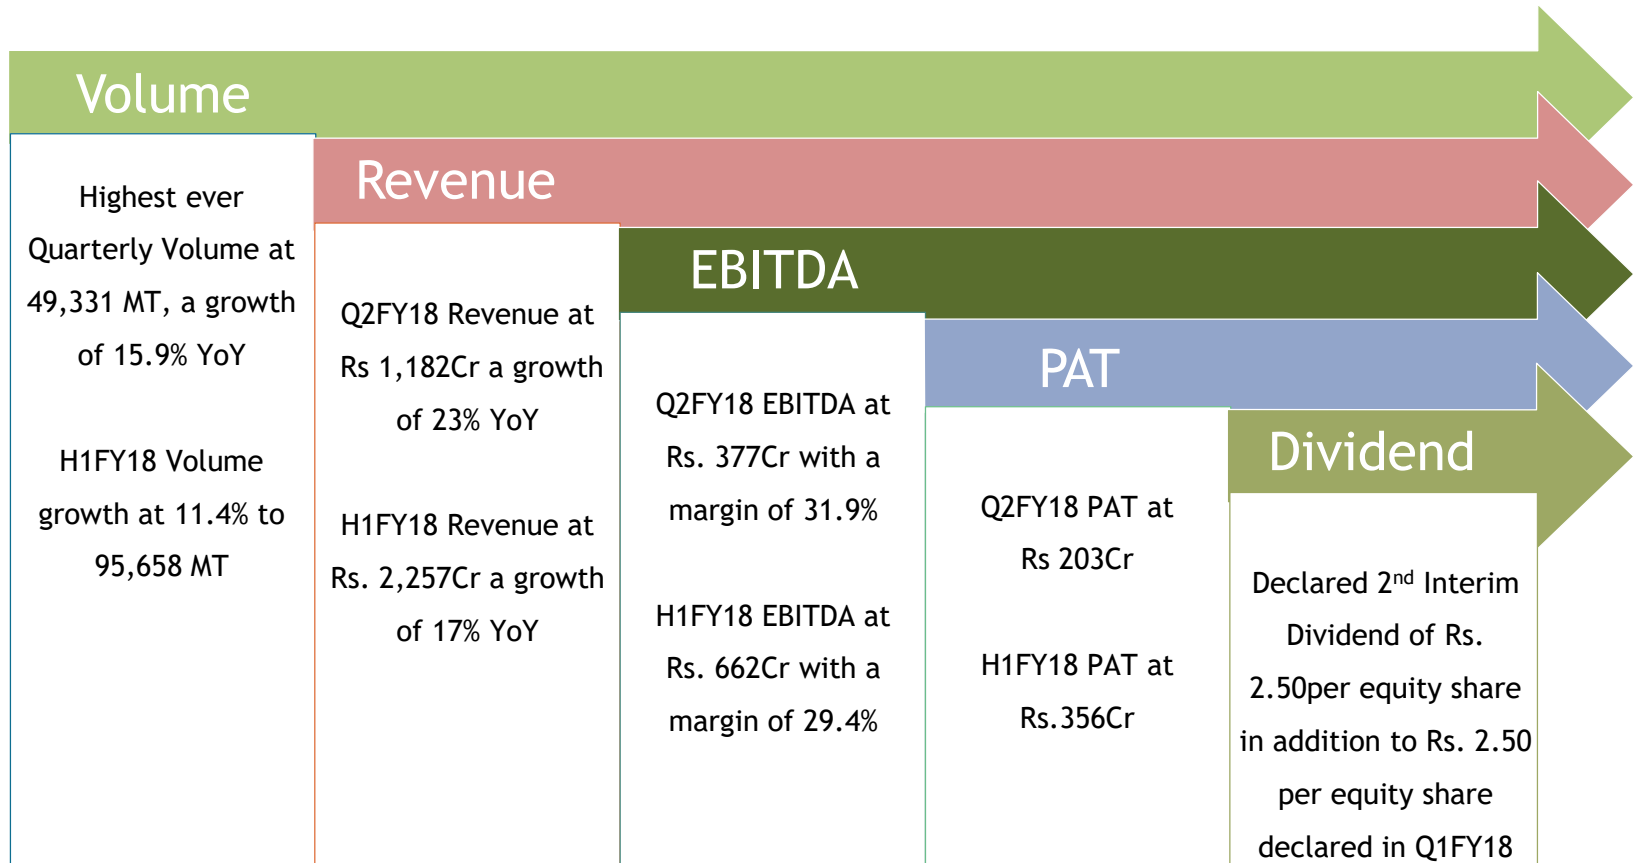 Volume
Highest ever
Quarterly Volume at
49,331 MT, a growth
of 15.9% YoY
H1FY18 Volume
growth at 11.4% to
95,658 MT
Revenue
Q2FY18 Revenue at
Rs 1,182Cr a growth
of 23% YoY
H1FY18 Revenue at
Rs. 2,257Cr a growth
of 17% YoY
EBITDA
Q2FY18 EBITDA at
Rs. 377Cr with a
margin of 31.9%
H1FY18 EBITDA at
Rs. 662Cr with a
margin of 29.4%
PAT
Q2FY18 PAT at
Rs 203Cr
H1FY18 PAT at
Rs.356Cr
Dividend
Declared 2nd Interim
Dividend of Rs.
2.50per equity share
in addition to Rs. 2.50
per equity share
declared in Q1FY18